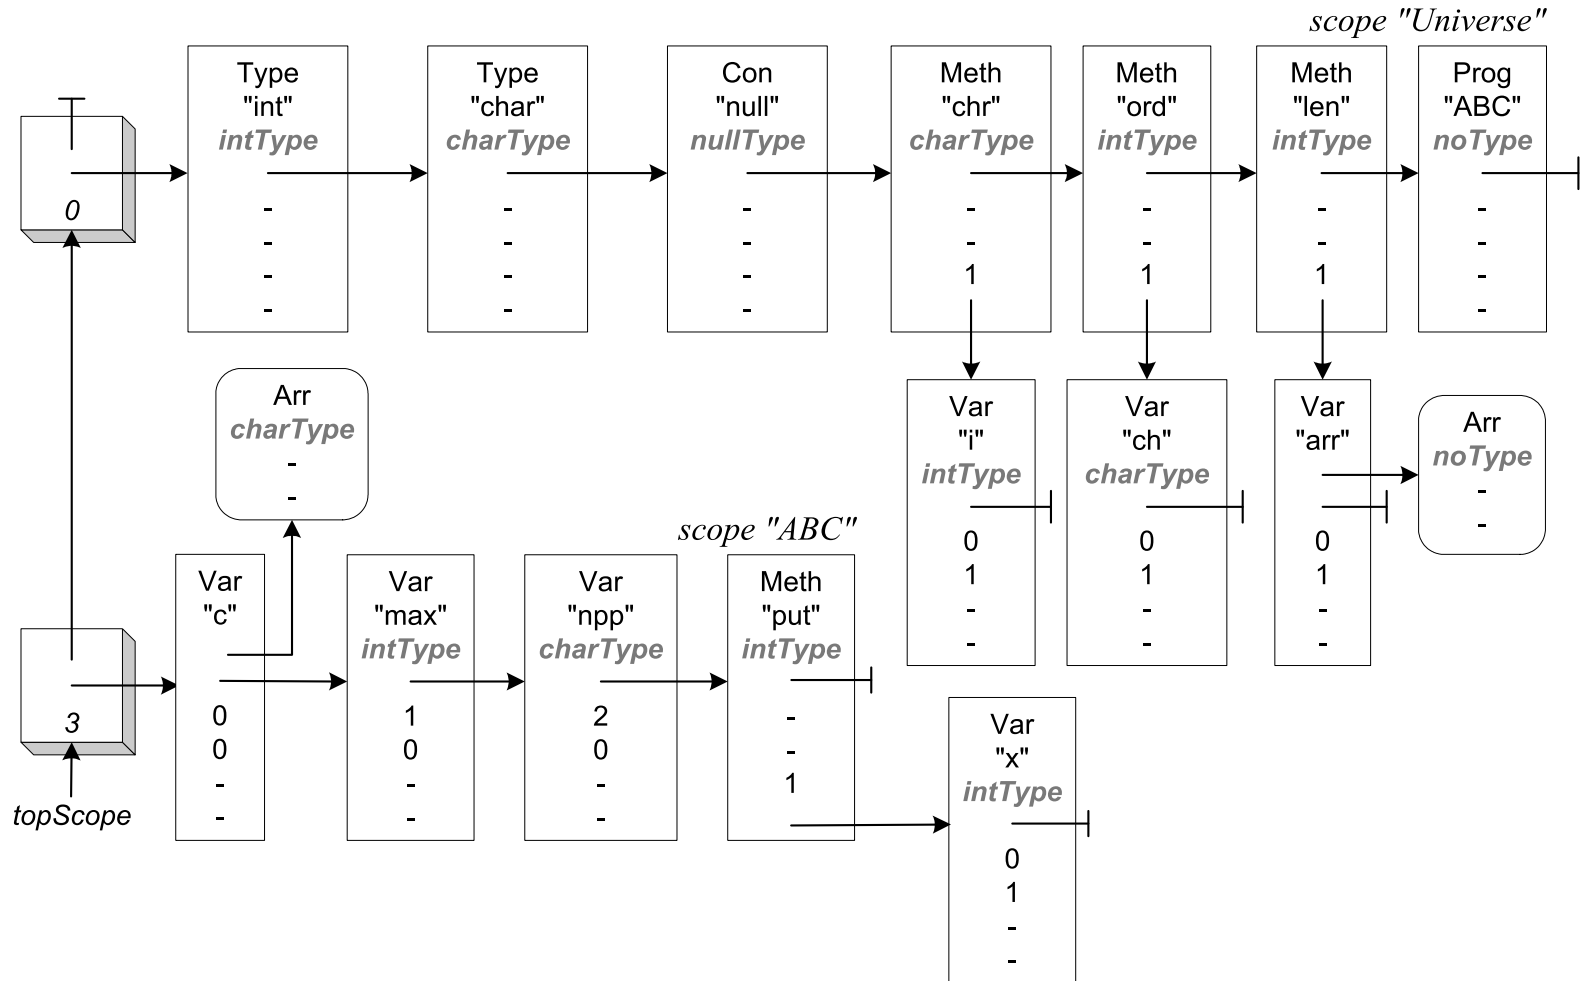 scope "Universe"
Type
"int"
intType
-
-
-
-
Type
"char"
charType
-
-
-
-
Con
"null"
nullType
-
-
-
-
Meth
"chr"
charType
-
-
1
Meth
"ord"
intType
-
-
1
Meth
"len"
intType
-
-
1
Prog
"ABC"
noType
-
-
-
-
0
Arr
charType
-
-
Var
"i"
intType
0
1
-
-
Var
"ch"
charType
0
1
-
-
Var
"arr"
0
1
-
-
Arr
noType
-
-
scope "ABC"
3
topScope
Var
"c"
0
0
-
-
Var
"max"
intType
1
0
-
-
Var
"npp"
charType
2
0
-
-
Meth
"put"
intType
-
-
1
Var
"x"
intType
0
1
-
-